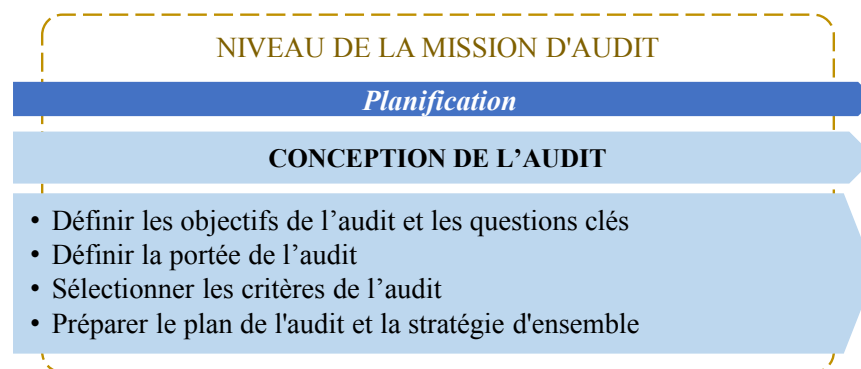 NIVEAU DE LA MISSION D'AUDIT
Planification
CONCEPTION DE L’AUDIT
• Définir les objectifs de l’audit et les questions clés
• Définir la portée de l’audit
• Sélectionner les critères de l’audit
• Préparer le plan de l'audit et la stratégie d'ensemble